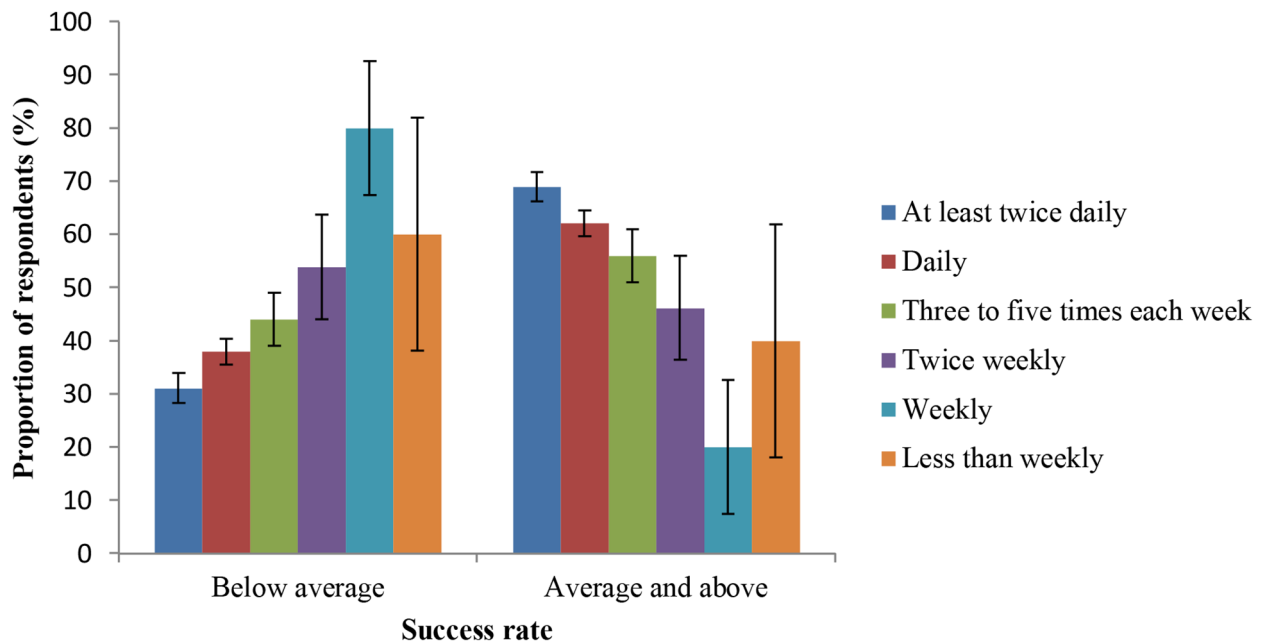 Proportion of respondents (%)
100
90
80
70
60
50
40
30
20
10
0
Below average
Average and above
Success rate
At least twice daily
Daily
Three to five times each week
Twice weekly
Weekly
Less than weekly